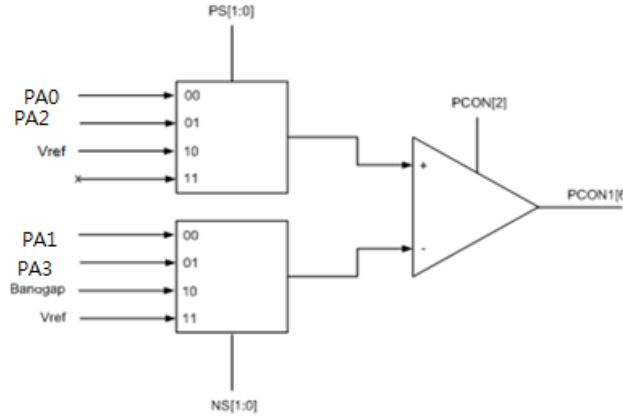 PS[1:0]
PA0
00
PA2
01
Vref
10
x
11
PCON[2]
+
PCON1[6
PA1
00
PA3
01
Bandgap
10
Vref
11
-
NS[1:0]